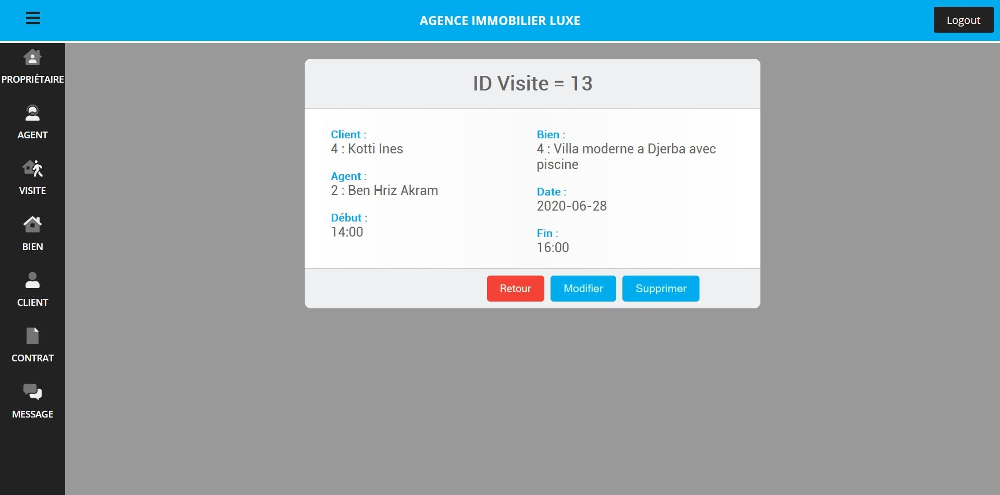 AGENCE IMMOBILIER LUXE
Logout
PROPRIÉTAIRE
AGENT
VISITE
BIEN
CLIENT
CONTRAT
MESSAGE
ID Visite = 13
Client :
4 : Kotti Ines
Agent :
2 : Ben Hriz Akram
Début :
14:00
Bien :
4 : Villa moderne a Djerba avec
piscine
Date :
2020-06-28
Fin :
16:00
Retour
Modifier
Supprimer